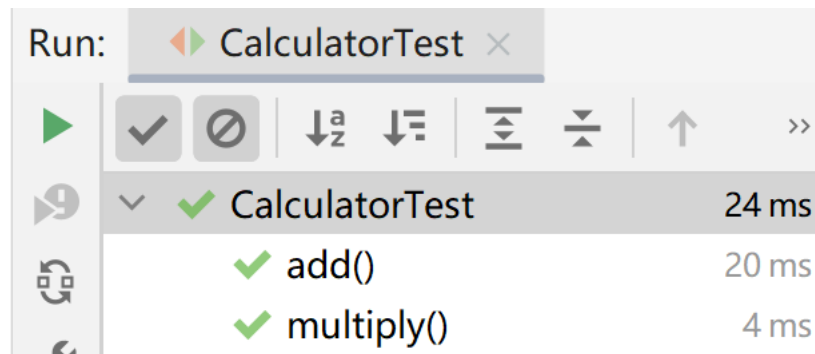 Run: CalculatorTest
CalculatorTest 24 ms
add() 20 ms
multiply() 4 ms